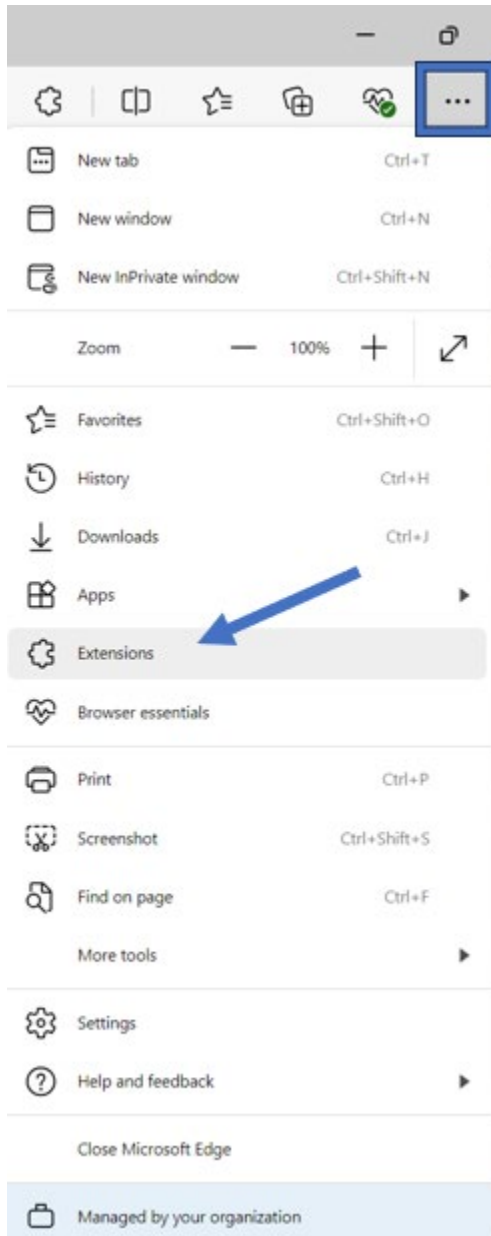 New tab Ctrl+T
New window Ctrl+N
New InPrivate window Ctrl+Shift+N
Zoom 100%
Favorites Ctrl+Shift+O
History Ctrl+H
Downloads Ctrl+J
Apps
Extensions
Browser essentials
Print Ctrl+P
Screenshot Ctrl+Shift+S
Find on page Ctrl+F
More tools
Settings
Help and feedback
Close Microsoft Edge
Managed by your organization